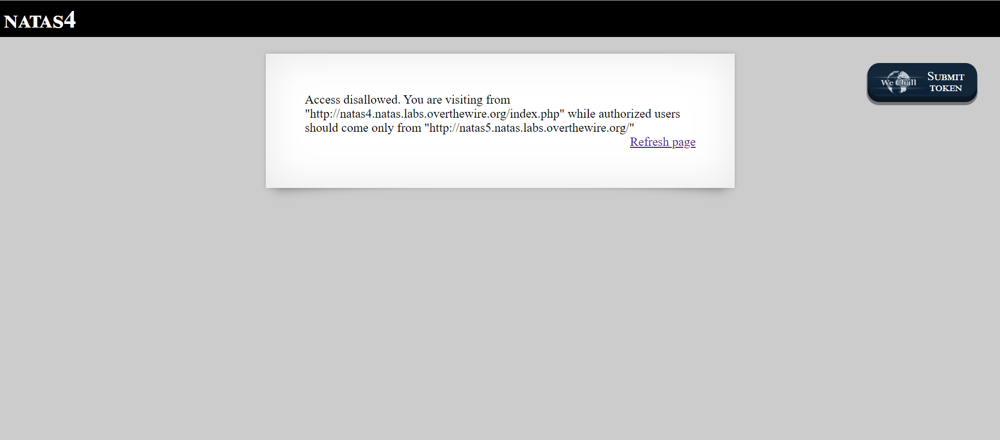 NATAS4
Access disallowed. You are visiting from
"http://natas4.natas.labs.overthewire.org/index.php" while authorized users
should come only from "http://natas5.natas.labs.overthewire.org/"
Refresh page
We Chall
Submit
token